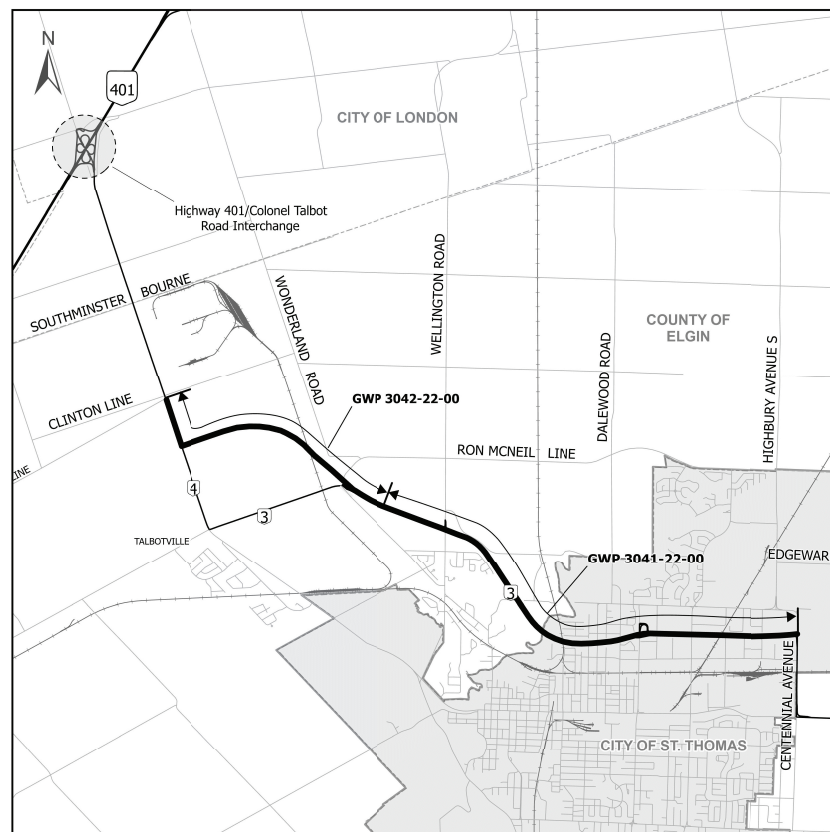 N
401
CITY OF LONDON
Highway 401/Colonel Talbot
Road Interchange
SOUTHMINSTER BOURNE
WONDERLAND ROAD
WELLINGTON ROAD
COUNTY OF
ELGIN
DALEWOOD ROAD
HIGHBURY AVENUE S
CLINTON LINE
GWP 3042-22-00
RON MCNEIL LINE
LINE
4
3
TALBOTVILLE
EDGEWAR
GWP 3041-22-00
3
CENTENNIAL AVENUE
CITY OF ST. THOMAS